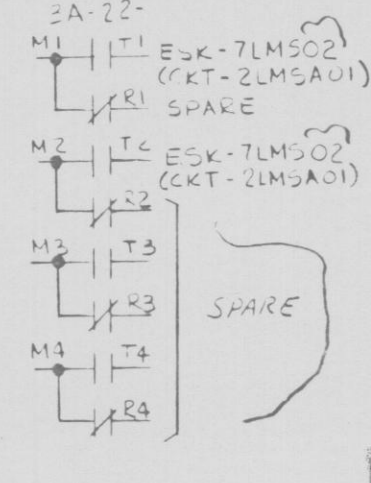 3A-22-
M1 T1 ESK-7LMS02
(CKT-2LMSA01)
R1 SPARE
M2 T2 ESK-7LMS02
(CKT-2LMSA01)
R2
M3 T3
R3 SPARE
M4 T4
R4